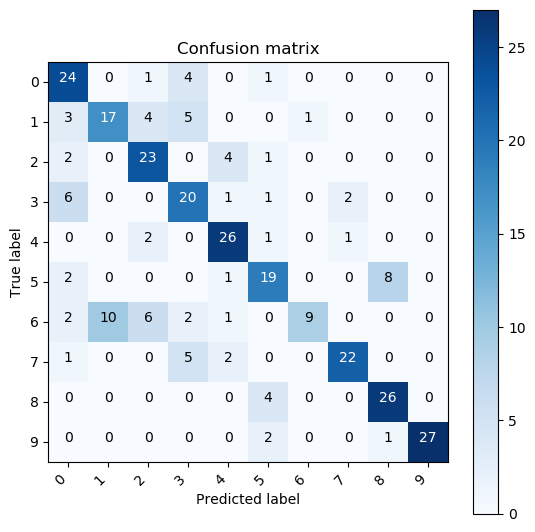 Confusion matrix
0 24 0 1 4 0 1 0 0 0 0
1 3 17 4 5 0 0 1 0 0 0
2 2 0 23 0 4 1 0 0 0 0
3 6 0 0 20 1 1 0 2 0 0
4 0 0 2 0 26 1 0 1 0 0
5 2 0 0 0 1 19 0 0 8 0
6 2 10 6 2 1 0 9 0 0 0
7 1 0 0 5 2 0 0 22 0 0
8 0 0 0 0 0 4 0 0 26 0
9 0 0 0 0 0 2 0 0 1 27
0 1 2 3 4 5 6 7 8 9
True label
Predicted label
25
20
15
10
5
0